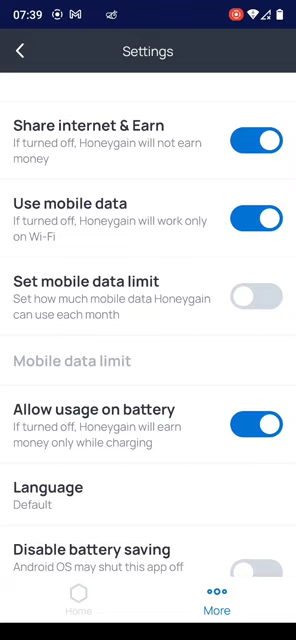 07:39
Settings
Share internet & Earn
If turned off, Honeygain will not earn
money
Use mobile data
If turned off, Honeygain will work only
on Wi-Fi
Set mobile data limit
Set how much mobile data Honeygain
can use each month
Mobile data limit
Allow usage on battery
If turned off, Honeygain will earn
money only while charging
Language
Default
Disable battery saving
Android OS may shut this app off
Home
More